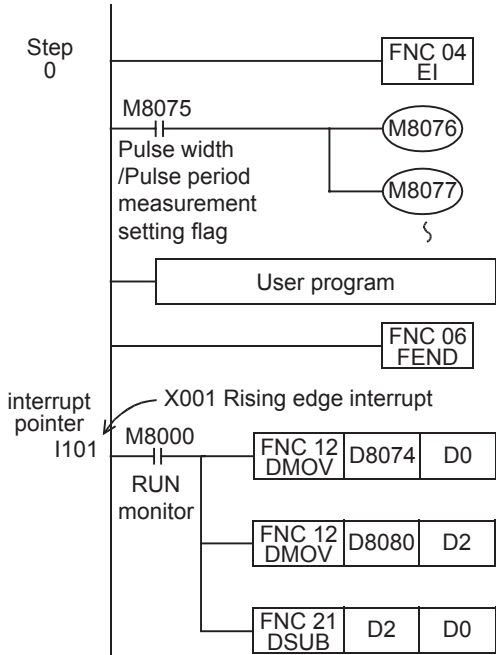 Step
0
FNC 04
EI
M8075
M8076
Pulse width
/Pulse period
measurement
setting flag
M8077
User program
FNC 06
FEND
interrupt
pointer
I101
X001 Rising edge interrupt
M8000
RUN
monitor
FNC 12
DMOV
D8074
D0
FNC 12
DMOV
D8080
D2
FNC 21
DSUB
D2
D0